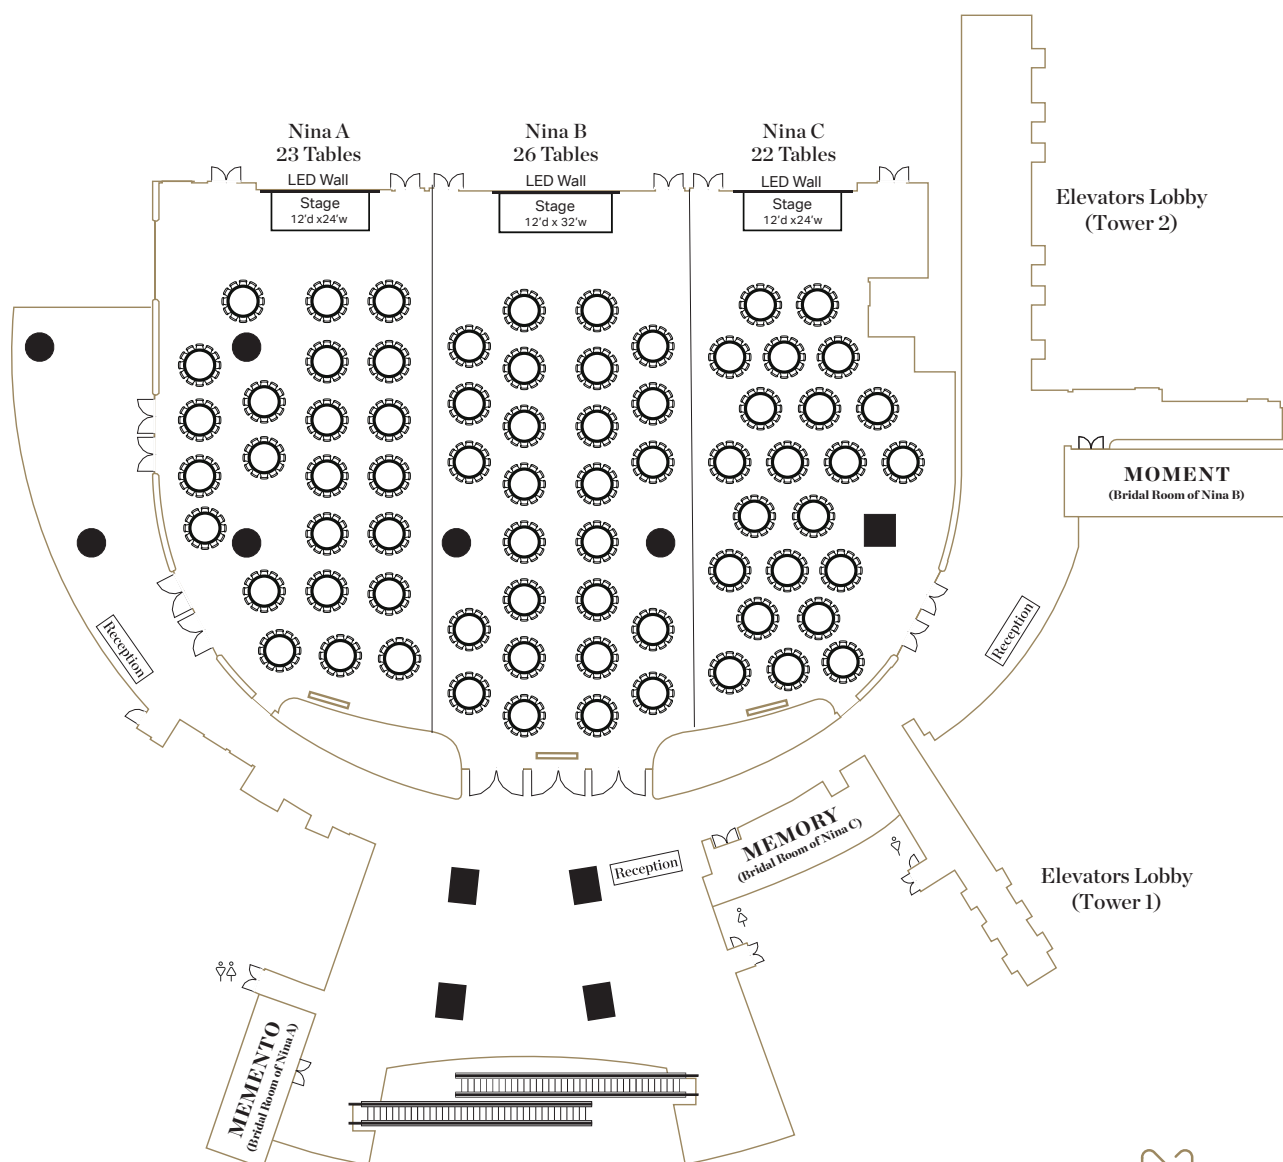 Nina A
23 Tables
LED Wall
Stage
12'd x24'w
Nina B
26 Tables
LED Wall
Stage
12'd x 32'w
Nina C
22 Tables
LED Wall
Stage
12'd x24'w
Elevators Lobby
(Tower 2)
MOMENT
(Bridal Room of Nina B)
Reception
Reception
MEMORY
(Bridal Room of Nina C)
Reception
Elevators Lobby
(Tower 1)
MEMENTO
(Bridal Room of Nina A)